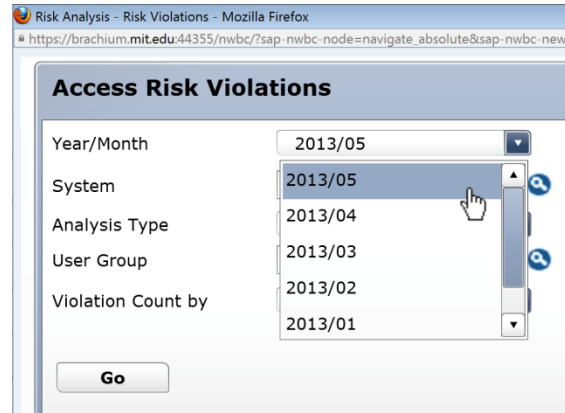 Risk Analysis - Risk Violations - Mozilla Firefox
https://brachium.mit.edu:44355/nwbc/?sap-nwbc-node=navigate_absolute&sap-nwbc-new
Access Risk Violations
Year/Month 2013/05
System 2013/05
Analysis Type 2013/04
User Group 2013/03
Violation Count by 2013/02
2013/01
Go